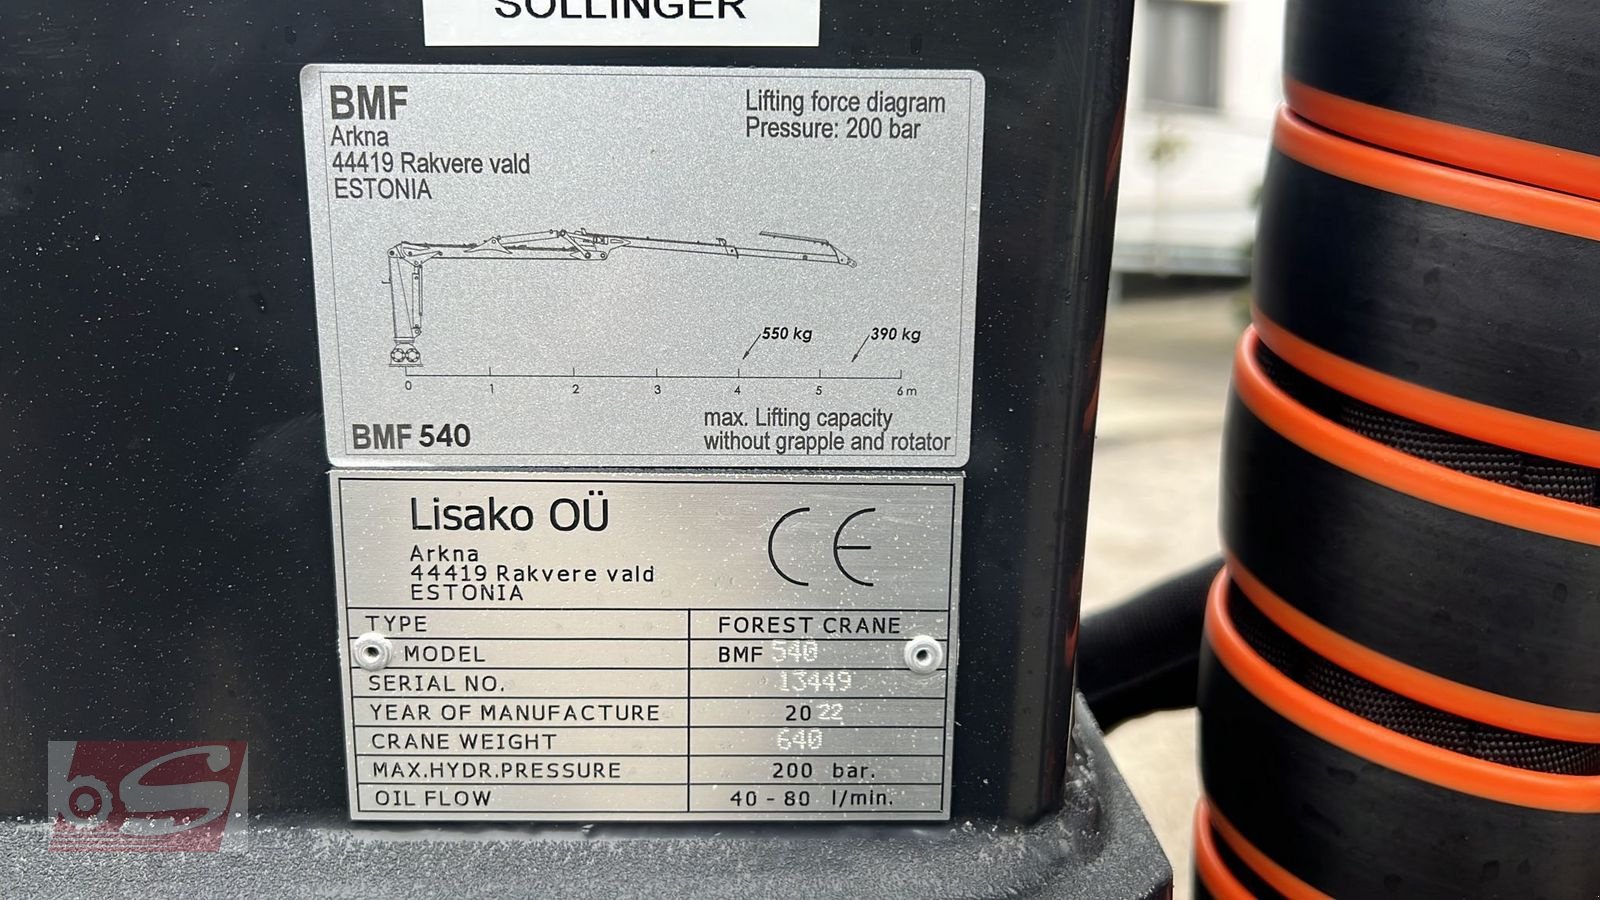 SOLLINGER
BMF
Arkna
44419 Rakvere vald
ESTONIA
Lifting force diagram
Pressure: 200 bar
550 kg
390 kg
0 1 2 3 4 5 6 m
max. Lifting capacity
without grapple and rotator
BMF 540
Lisako OÜ
Arkna
44419 Rakvere vald
ESTONIA
CE
TYPE FOREST CRANE
MODEL BMF 540
SERIAL NO. 13449
YEAR OF MANUFACTURE 2022
CRANE WEIGHT 640
MAX.HYDR.PRESSURE 200 bar.
OIL FLOW 40 - 80 l/min.